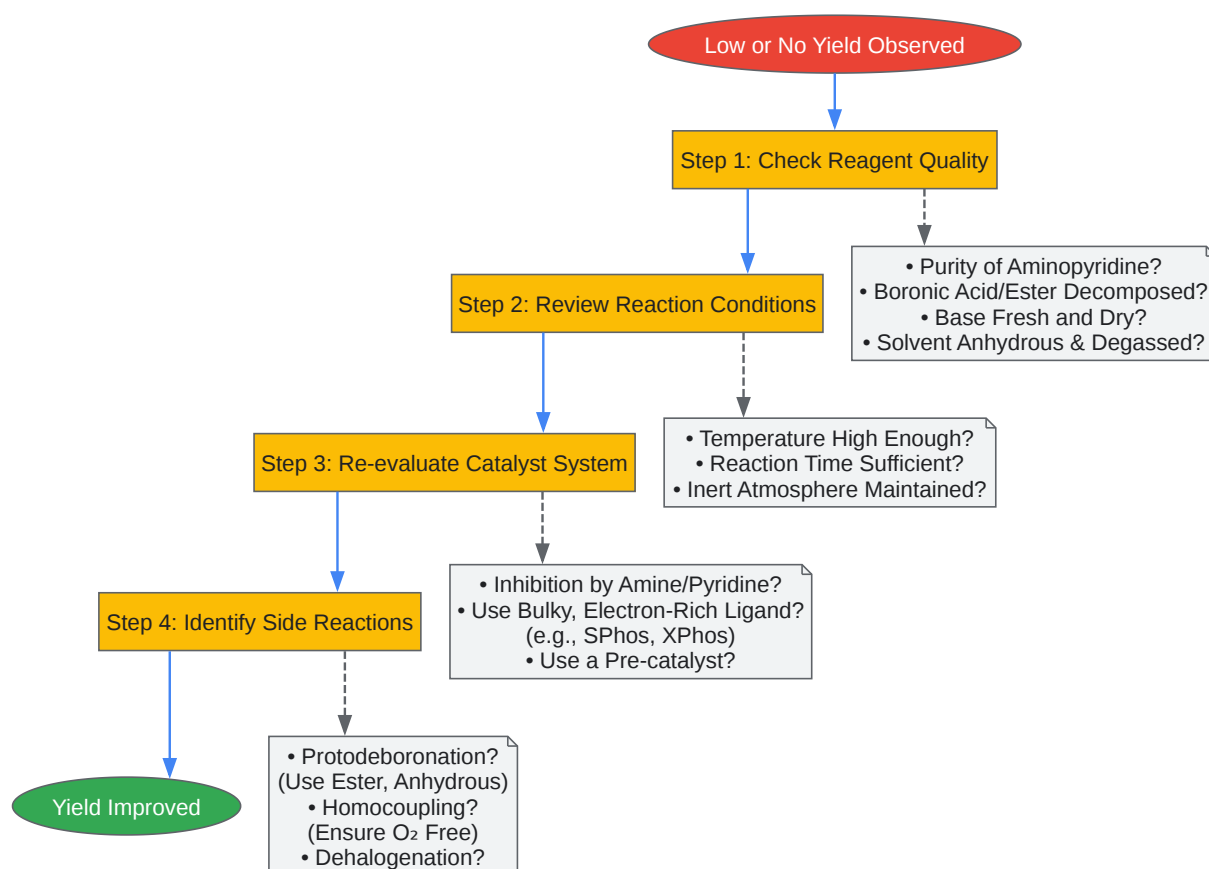 Low or No Yield Observed
Step 1: Check Reagent Quality
• Purity of Aminopyridine?
• Boronic Acid/Ester Decomposed?
• Base Fresh and Dry?
• Solvent Anhydrous & Degassed?
Step 2: Review Reaction Conditions
• Temperature High Enough?
• Reaction Time Sufficient?
• Inert Atmosphere Maintained?
Step 3: Re-evaluate Catalyst System
• Inhibition by Amine/Pyridine?
• Use Bulky, Electron-Rich Ligand?
(e.g., SPhos, XPhos)
• Use a Pre-catalyst?
Step 4: Identify Side Reactions
• Protodeboronation?
(Use Ester, Anhydrous)
• Homocoupling?
(Ensure O₂ Free)
• Dehalogenation?
Yield Improved